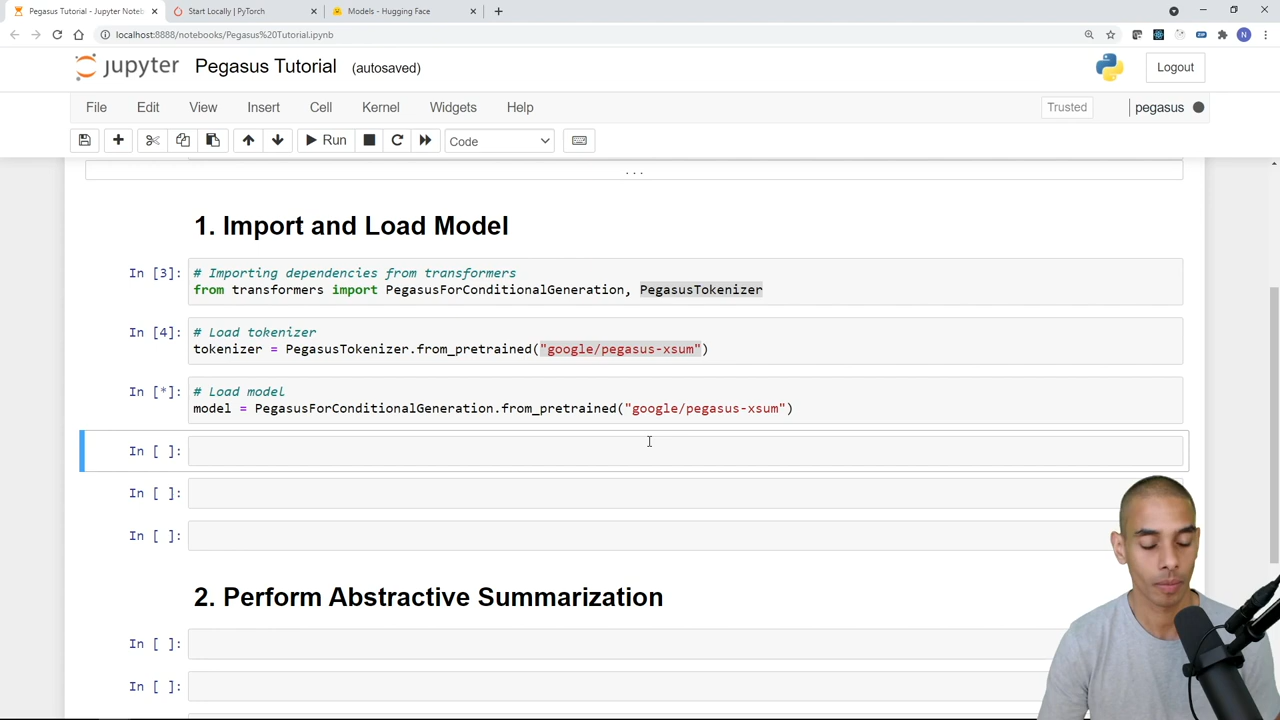 Pegasus Tutorial - Jupyter Noteb
Start Locally | PyTorch
Models - Hugging Face
localhost:8888/notebooks/Pegasus%20Tutorial.ipynb
N
jupyter Pegasus Tutorial (autosaved)
Logout
File Edit View Insert Cell Kernel Widgets Help
Trusted
pegasus
Run
Code
...
1. Import and Load Model
In [3]: # Importing dependencies from transformers
from transformers import PegasusForConditionalGeneration, PegasusTokenizer
In [4]: # Load tokenizer
tokenizer = PegasusTokenizer.from_pretrained("google/pegasus-xsum")
In [*]: # Load model
model = PegasusForConditionalGeneration.from_pretrained("google/pegasus-xsum")
In [ ]:
In [ ]:
In [ ]:
2. Perform Abstractive Summarization
In [ ]:
In [ ]: